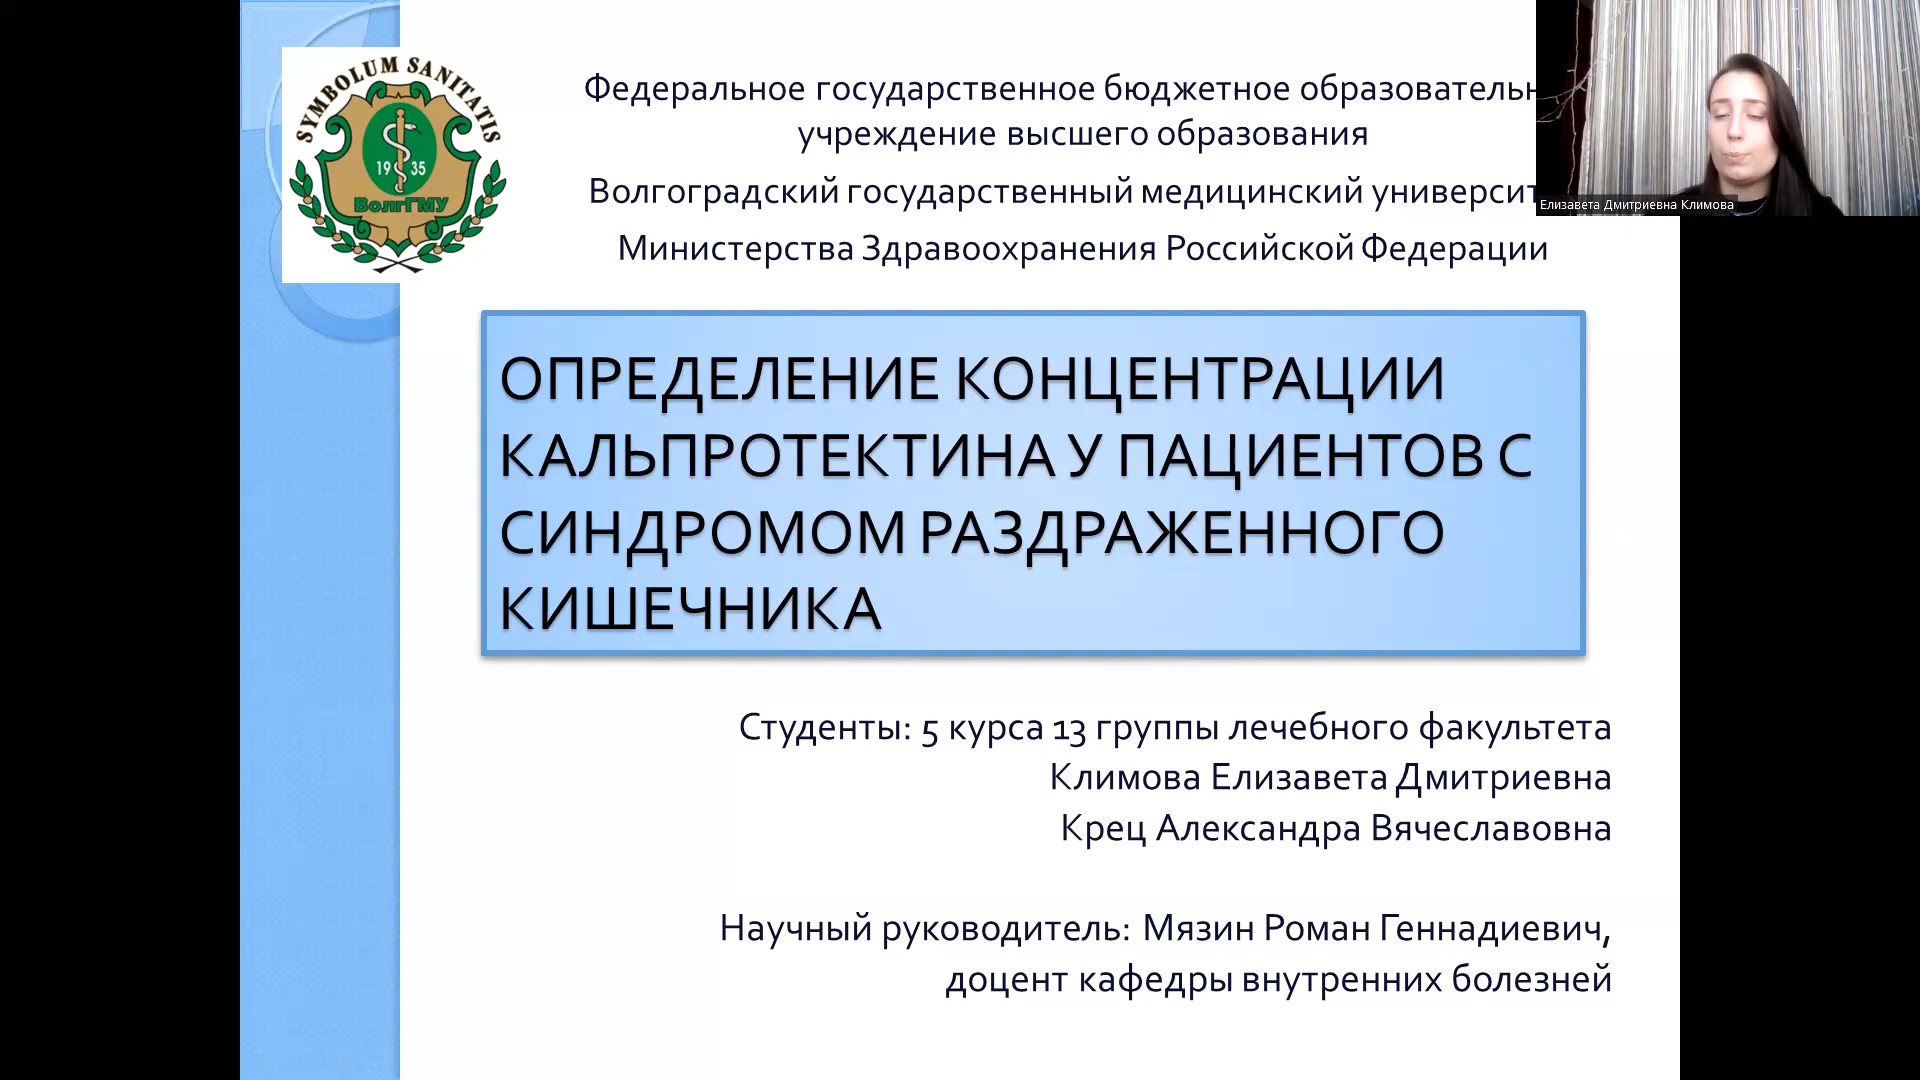 SYMBOLUM SANITATIS
19 35
ВолгГМУ
Федеральное государственное бюджетное образовательн
учреждение высшего образования
Волгоградский государственный медицинский университ
Министерства Здравоохранения Российской Федерации
Елизавета Дмитриевна Климова
ОПРЕДЕЛЕНИЕ КОНЦЕНТРАЦИИ
КАЛЬПРОТЕКТИНА У ПАЦИЕНТОВ С
СИНДРОМОМ РАЗДРАЖЕННОГО
КИШЕЧНИКА
Студенты: 5 курса 13 группы лечебного факультета
Климова Елизавета Дмитриевна
Крец Александра Вячеславовна
Научный руководитель: Мязин Роман Геннадиевич,
доцент кафедры внутренних болезней